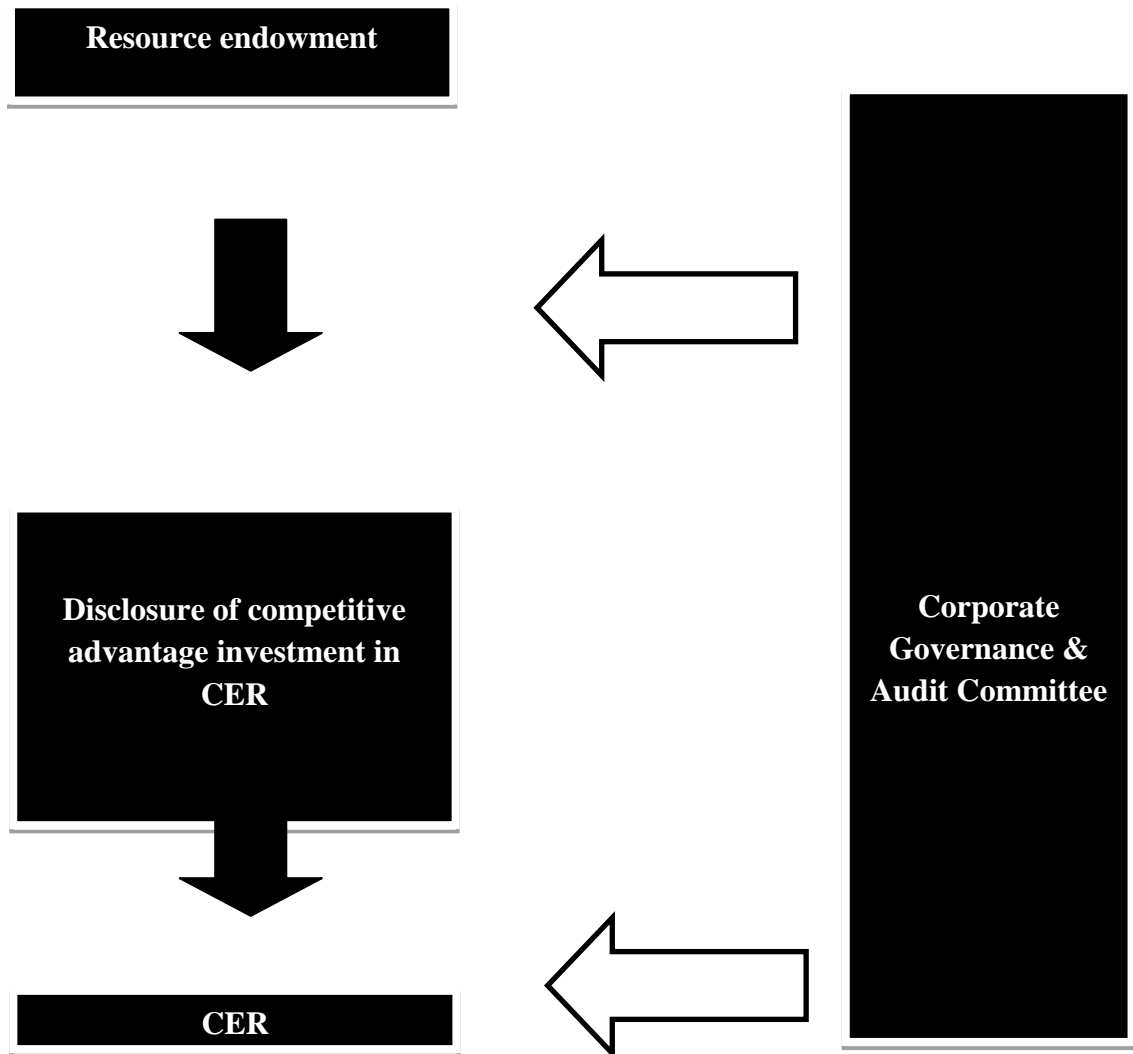 Resource endowment
Disclosure of competitive
advantage investment in
CER
Corporate
Governance &
Audit Committee
CER